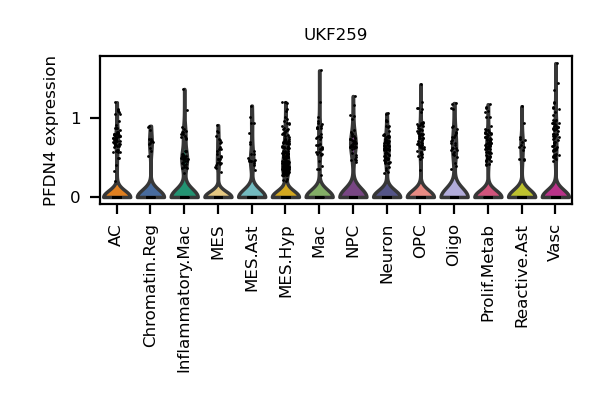 UKF259
PFDN4 expression
1
0
AC
Chromatin.Reg
Inflammatory.Mac
MES
MES.Ast
MES.Hyp
Mac
NPC
Neuron
OPC
Oligo
Prolif.Metab
Reactive.Ast
Vasc